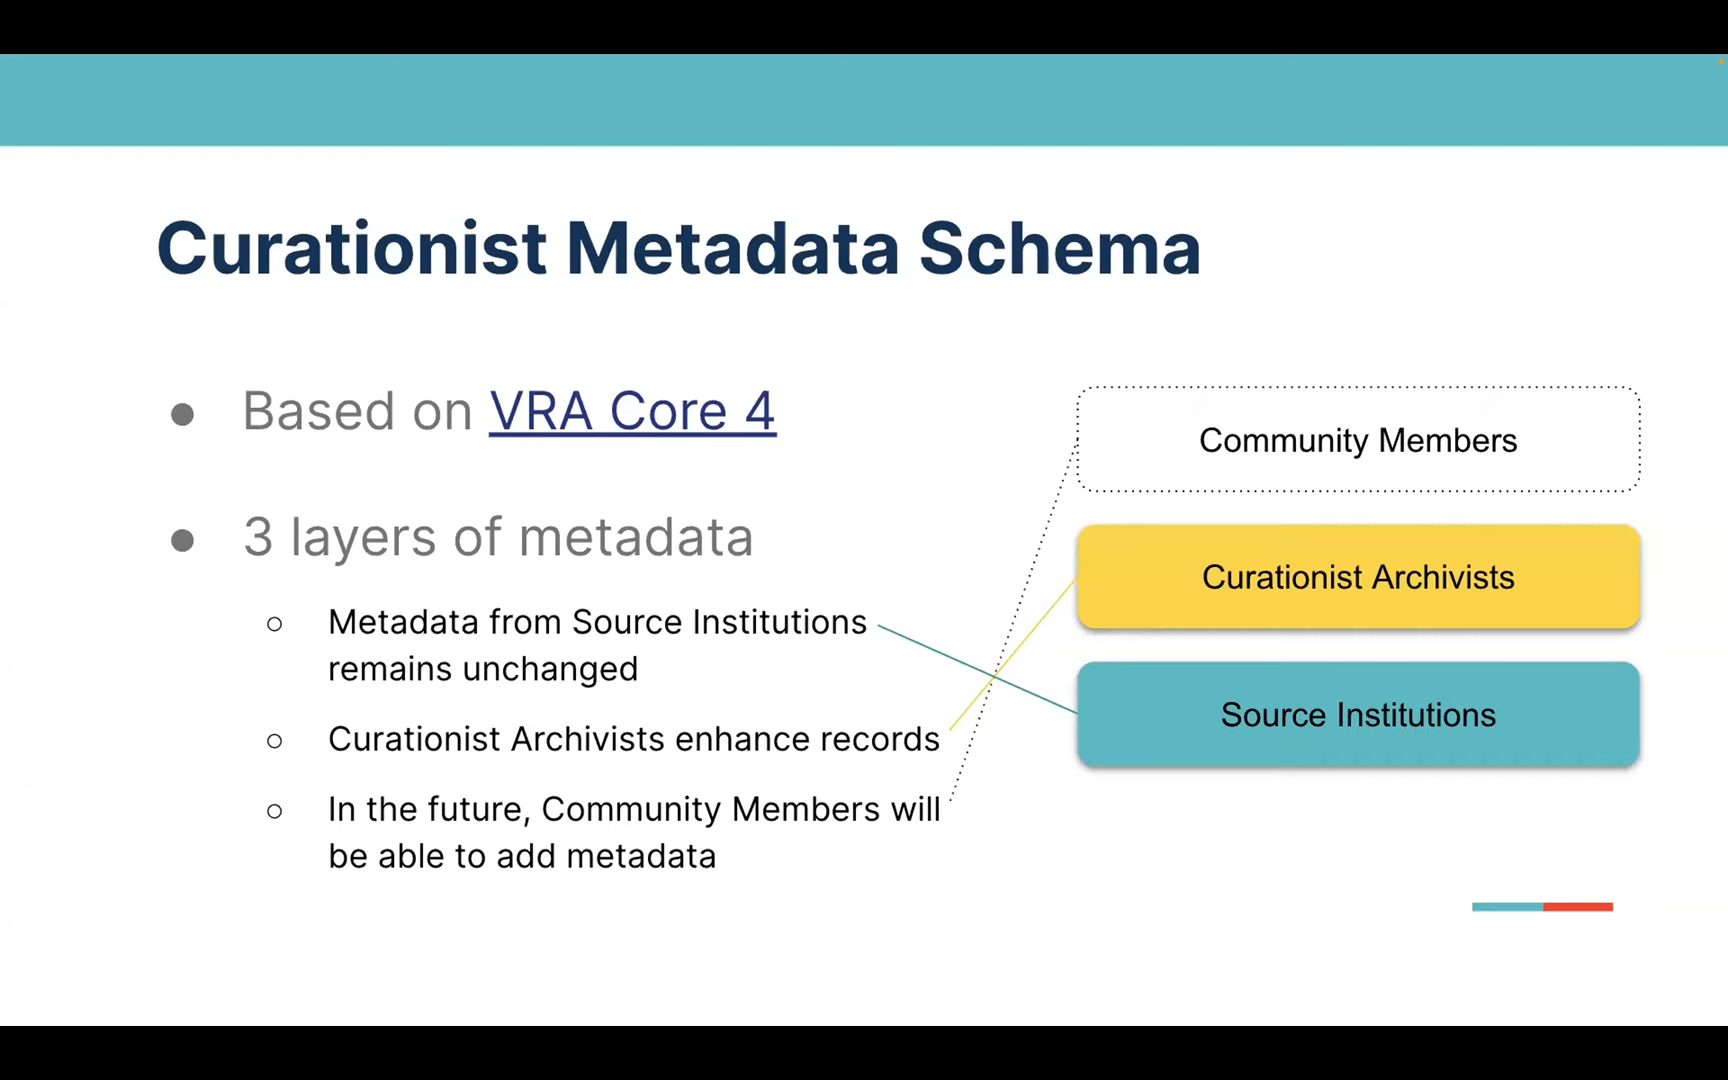 Curationist Metadata Schema
Based on VRA Core 4
3 layers of metadata
Metadata from Source Institutions
remains unchanged
Curationist Archivists enhance records
In the future, Community Members will
be able to add metadata
Community Members
Curationist Archivists
Source Institutions